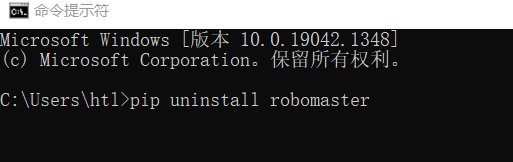 命令提示符
Microsoft Windows [版本 10.0.19042.1348]
(c) Microsoft Corporation。保留所有权利。
C:\Users\htl>pip uninstall robomaster